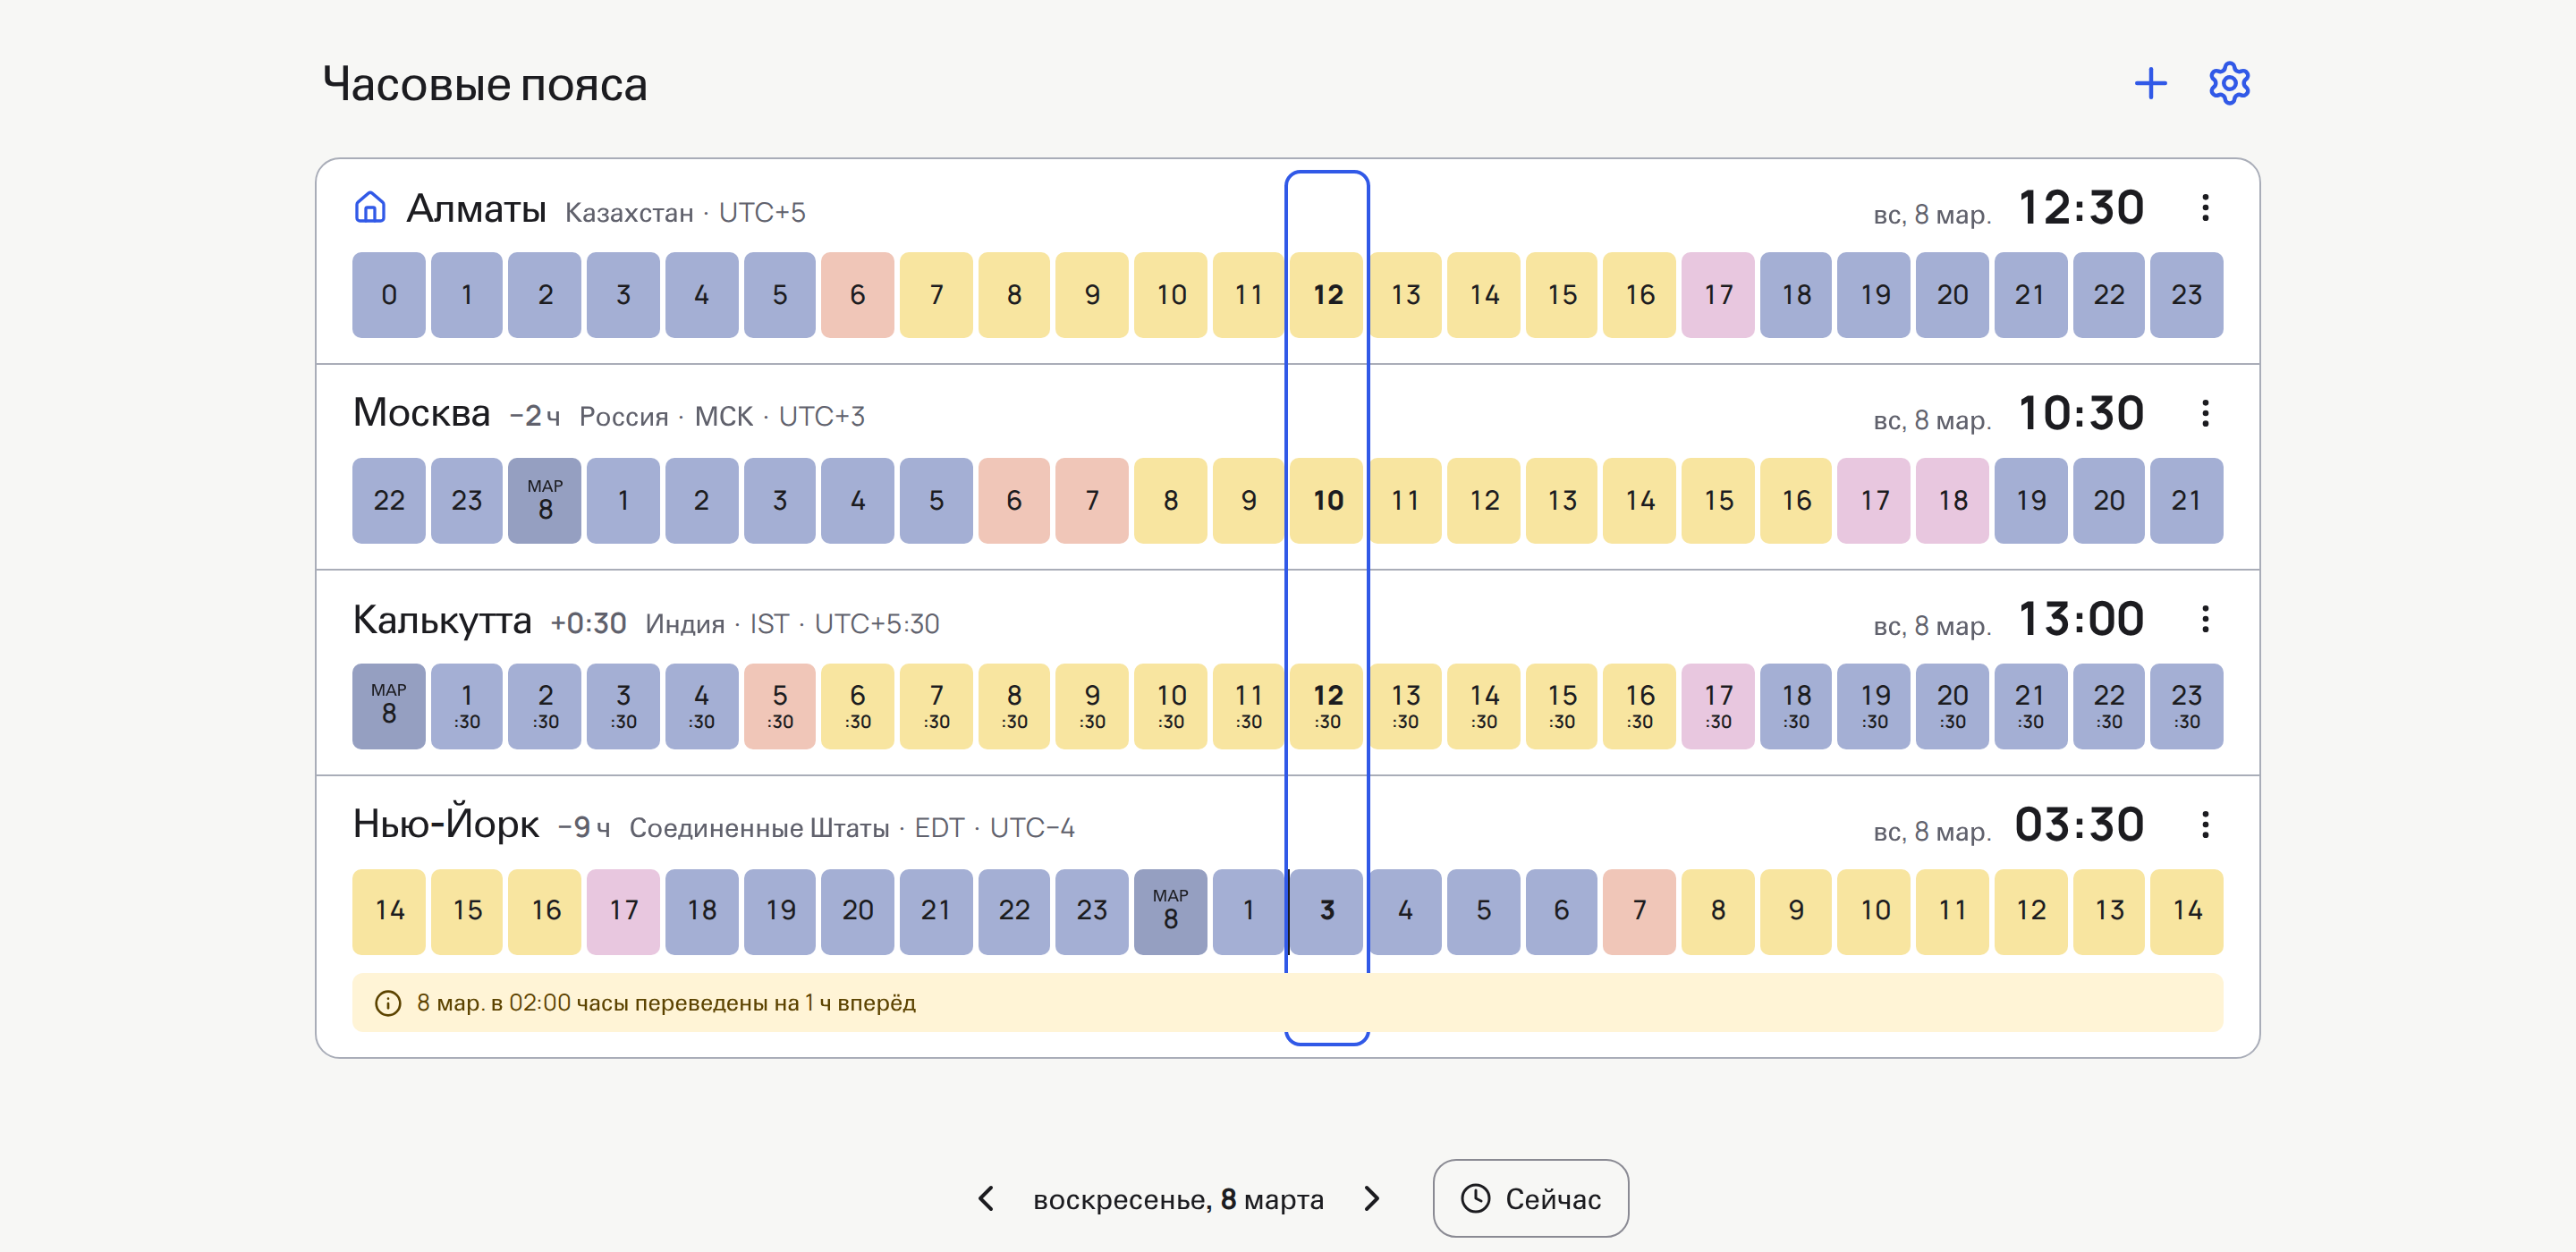 Часовые пояса
Алматы Казахстан · UTC+5 вс, 8 мар. 12:30
0 1 2 3 4 5 6 7 8 9 10 11 12 13 14 15 16 17 18 19 20 21 22 23
Москва −2 ч Россия · МСК · UTC+3 вс, 8 мар. 10:30
22 23 МАР 8 1 2 3 4 5 6 7 8 9 10 11 12 13 14 15 16 17 18 19 20 21
Калькутта +0:30 Индия · IST · UTC+5:30 вс, 8 мар. 13:00
МАР 8 1:30 2:30 3:30 4:30 5:30 6:30 7:30 8:30 9:30 10:30 11:30 12:30 13:30 14:30 15:30 16:30 17:30 18:30 19:30 20:30 21:30 22:30 23:30
Нью-Йорк −9 ч Соединенные Штаты · EDT · UTC−4 вс, 8 мар. 03:30
14 15 16 17 18 19 20 21 22 23 МАР 8 1 3 4 5 6 7 8 9 10 11 12 13 14
8 мар. в 02:00 часы переведены на 1 ч вперёд
воскресенье, 8 марта Сейчас